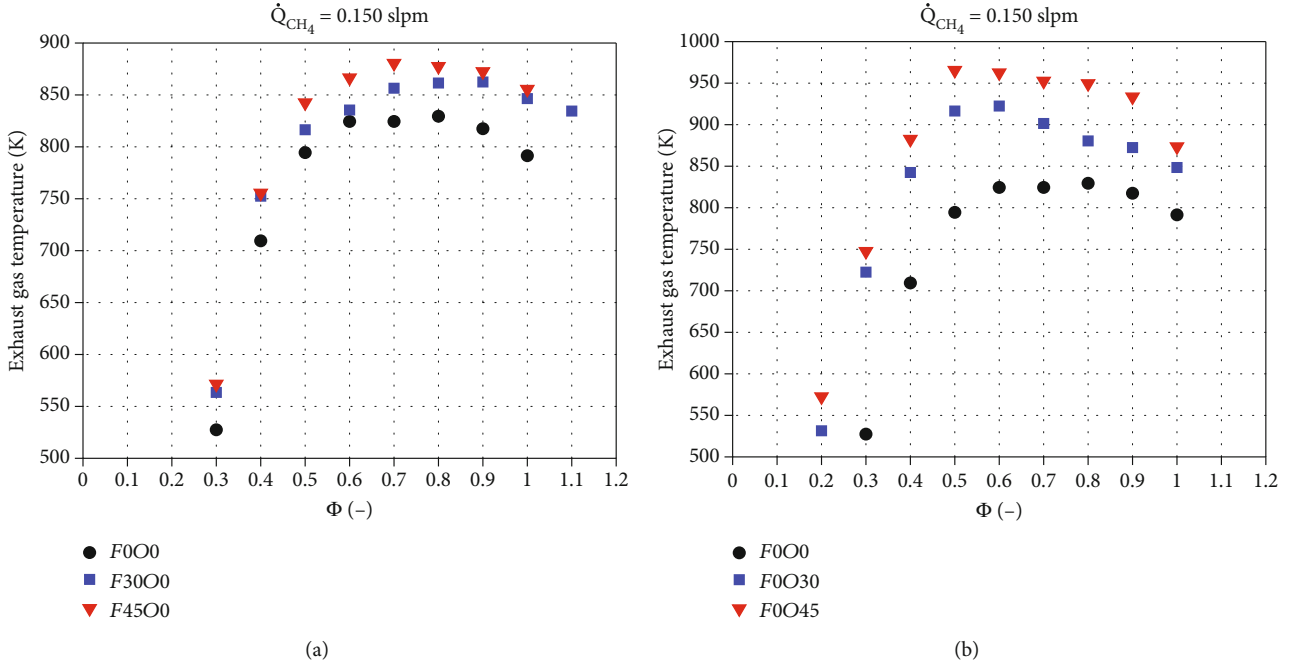 Q̇CH4 = 0.150 slpm
Exhaust gas temperature (K)
900
850
800
750
700
650
600
550
500
0 0.1 0.2 0.3 0.4 0.5 0.6 0.7 0.8 0.9 1 1.1 1.2
Φ (–)
F0O0
F30O0
F45O0
(a)
Q̇CH4 = 0.150 slpm
Exhaust gas temperature (K)
1000
950
900
850
800
750
700
650
600
550
500
0 0.1 0.2 0.3 0.4 0.5 0.6 0.7 0.8 0.9 1 1.1 1.2
Φ (–)
F0O0
F0O30
F0O45
(b)